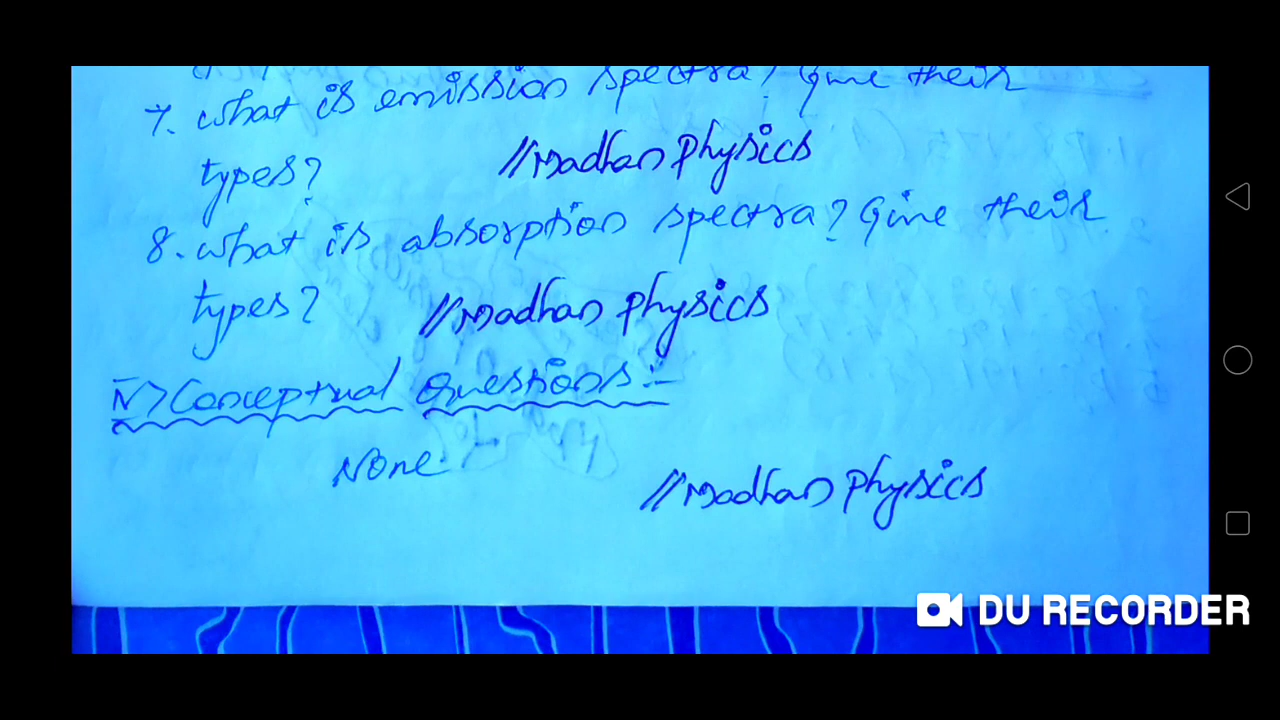 7. What is emission spectra? Give their
types? //Madhan physics
8. What is absorption spectra? Give their
types? //Madhan physics
IV) Conceptual Questions:-
None.
//Madhan physics
DU RECORDER